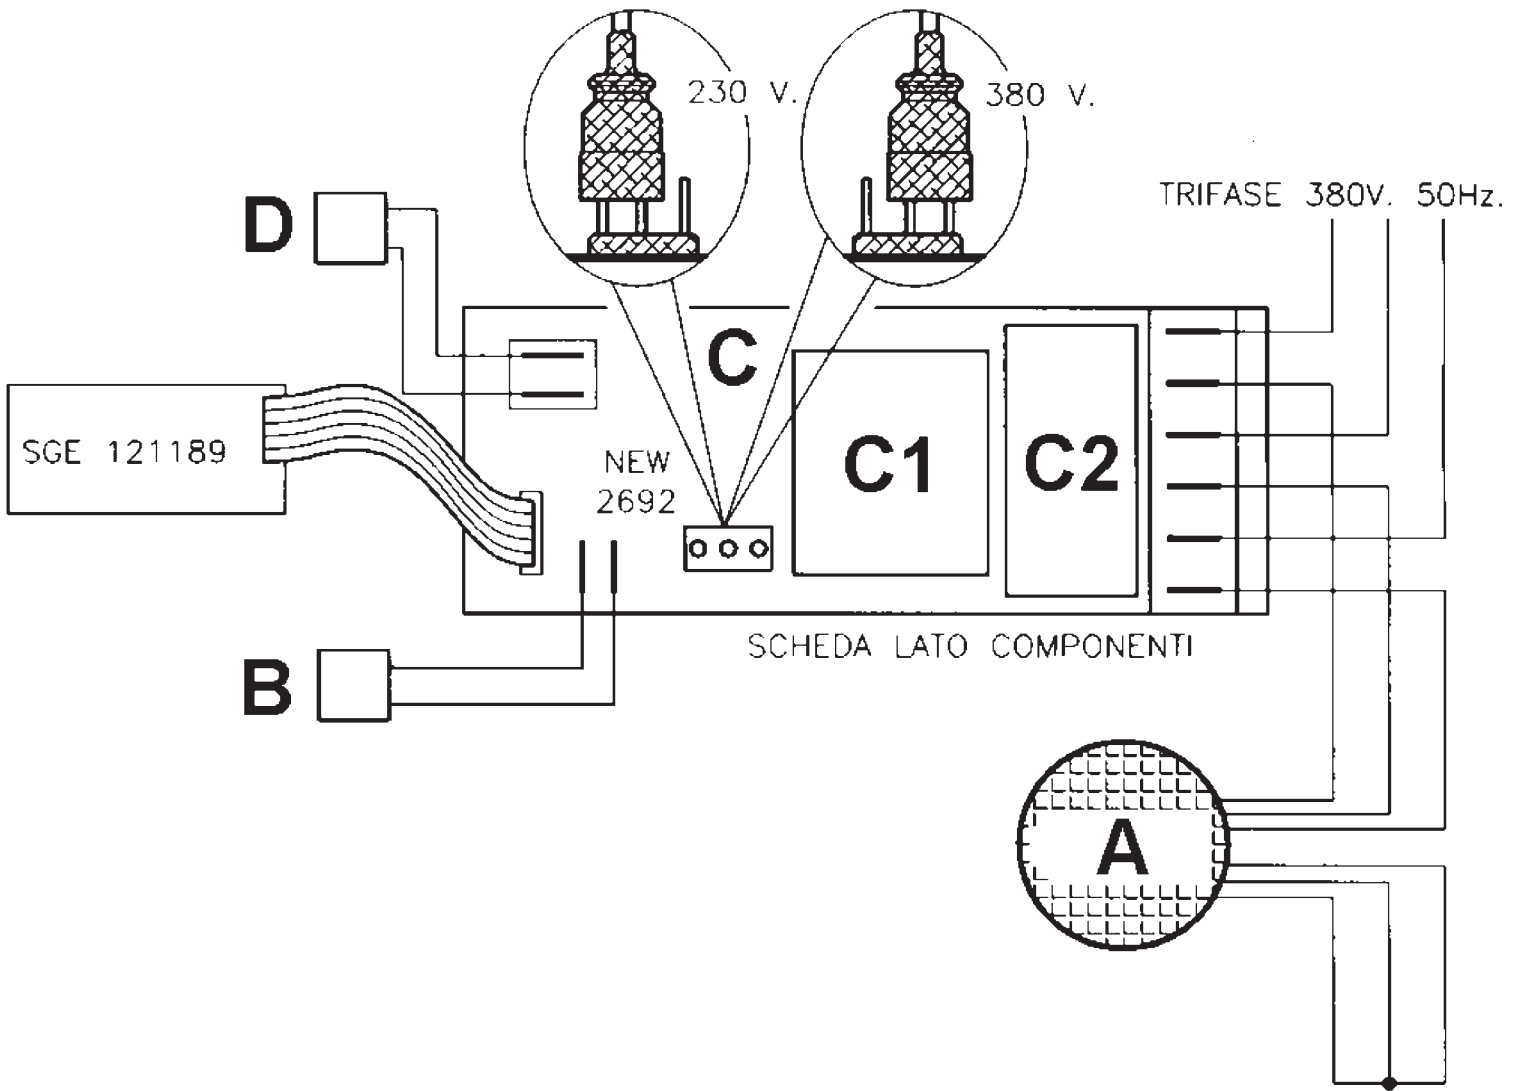 230 V.
380 V.
TRIFASE 380V. 50Hz.
D
C
SGE 121189
NEW
2692
C1
C2
SCHEDA LATO COMPONENTI
B
A